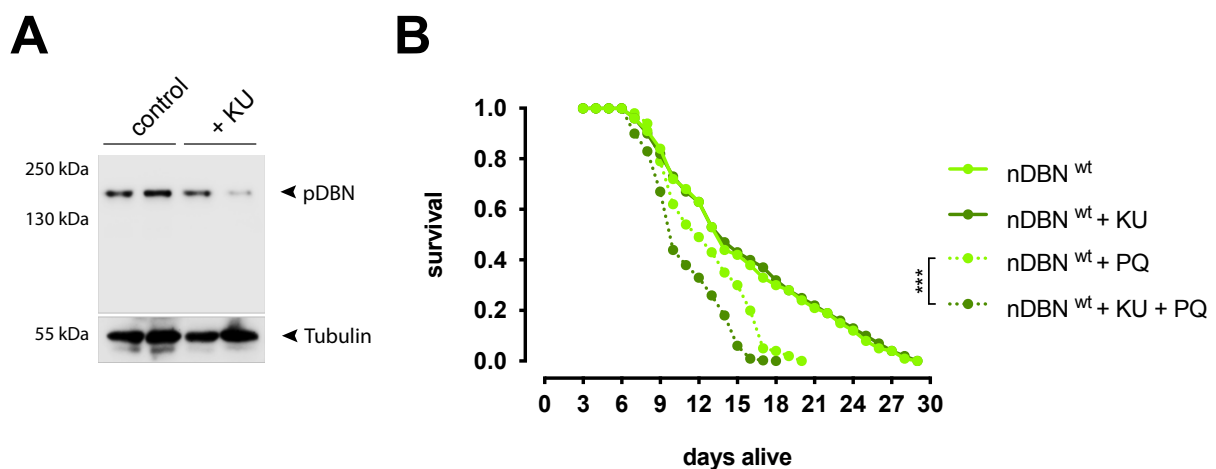 A
control
+ KU
250 kDa
pDBN
130 kDa
55 kDa
Tubulin
B
survival
1.0
0.8
0.6
0.4
0.2
0.0
0 3 6 9 12 15 18 21 24 27 30
days alive
nDBN wt
nDBN wt + KU
nDBN wt + PQ
***
nDBN wt + KU + PQ